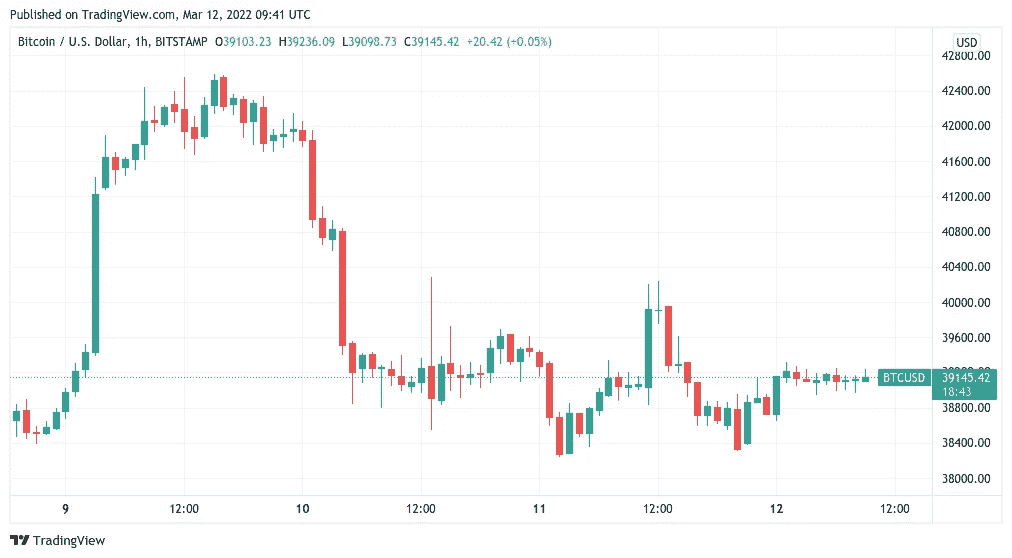 Published on TradingView.com, Mar 12, 2022 09:41 UTC
Bitcoin / U.S. Dollar, 1h, BITSTAMP O39103.23 H39236.09 L39098.73 C39145.42 +20.42 (+0.05%)
USD
42800.00
42400.00
42000.00
41600.00
41200.00
40800.00
40400.00
40000.00
39600.00
BTCUSD 39145.42
18:43
38800.00
38400.00
38000.00
9 12:00 10 12:00 11 12:00 12 12:00
TradingView